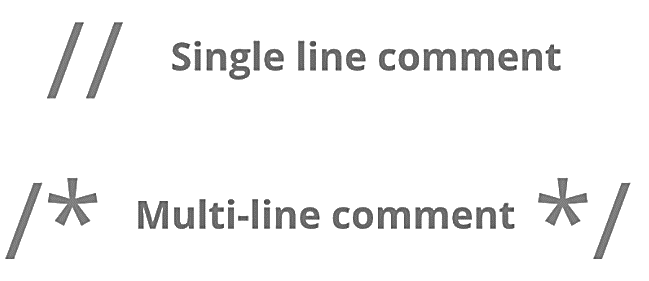 // Single line comment
/* Multi-line comment */